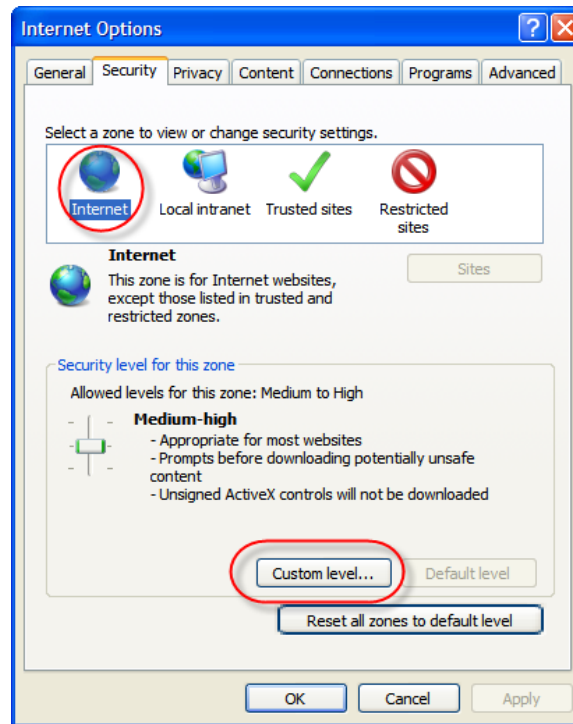 Internet Options
General Security Privacy Content Connections Programs Advanced
Select a zone to view or change security settings.
Internet Local intranet Trusted sites Restricted
sites
Internet
This zone is for Internet websites,
except those listed in trusted and
restricted zones.
Sites
Security level for this zone
Allowed levels for this zone: Medium to High
Medium-high
- Appropriate for most websites
- Prompts before downloading potentially unsafe
content
- Unsigned ActiveX controls will not be downloaded
Custom level... Default level
Reset all zones to default level
OK Cancel Apply